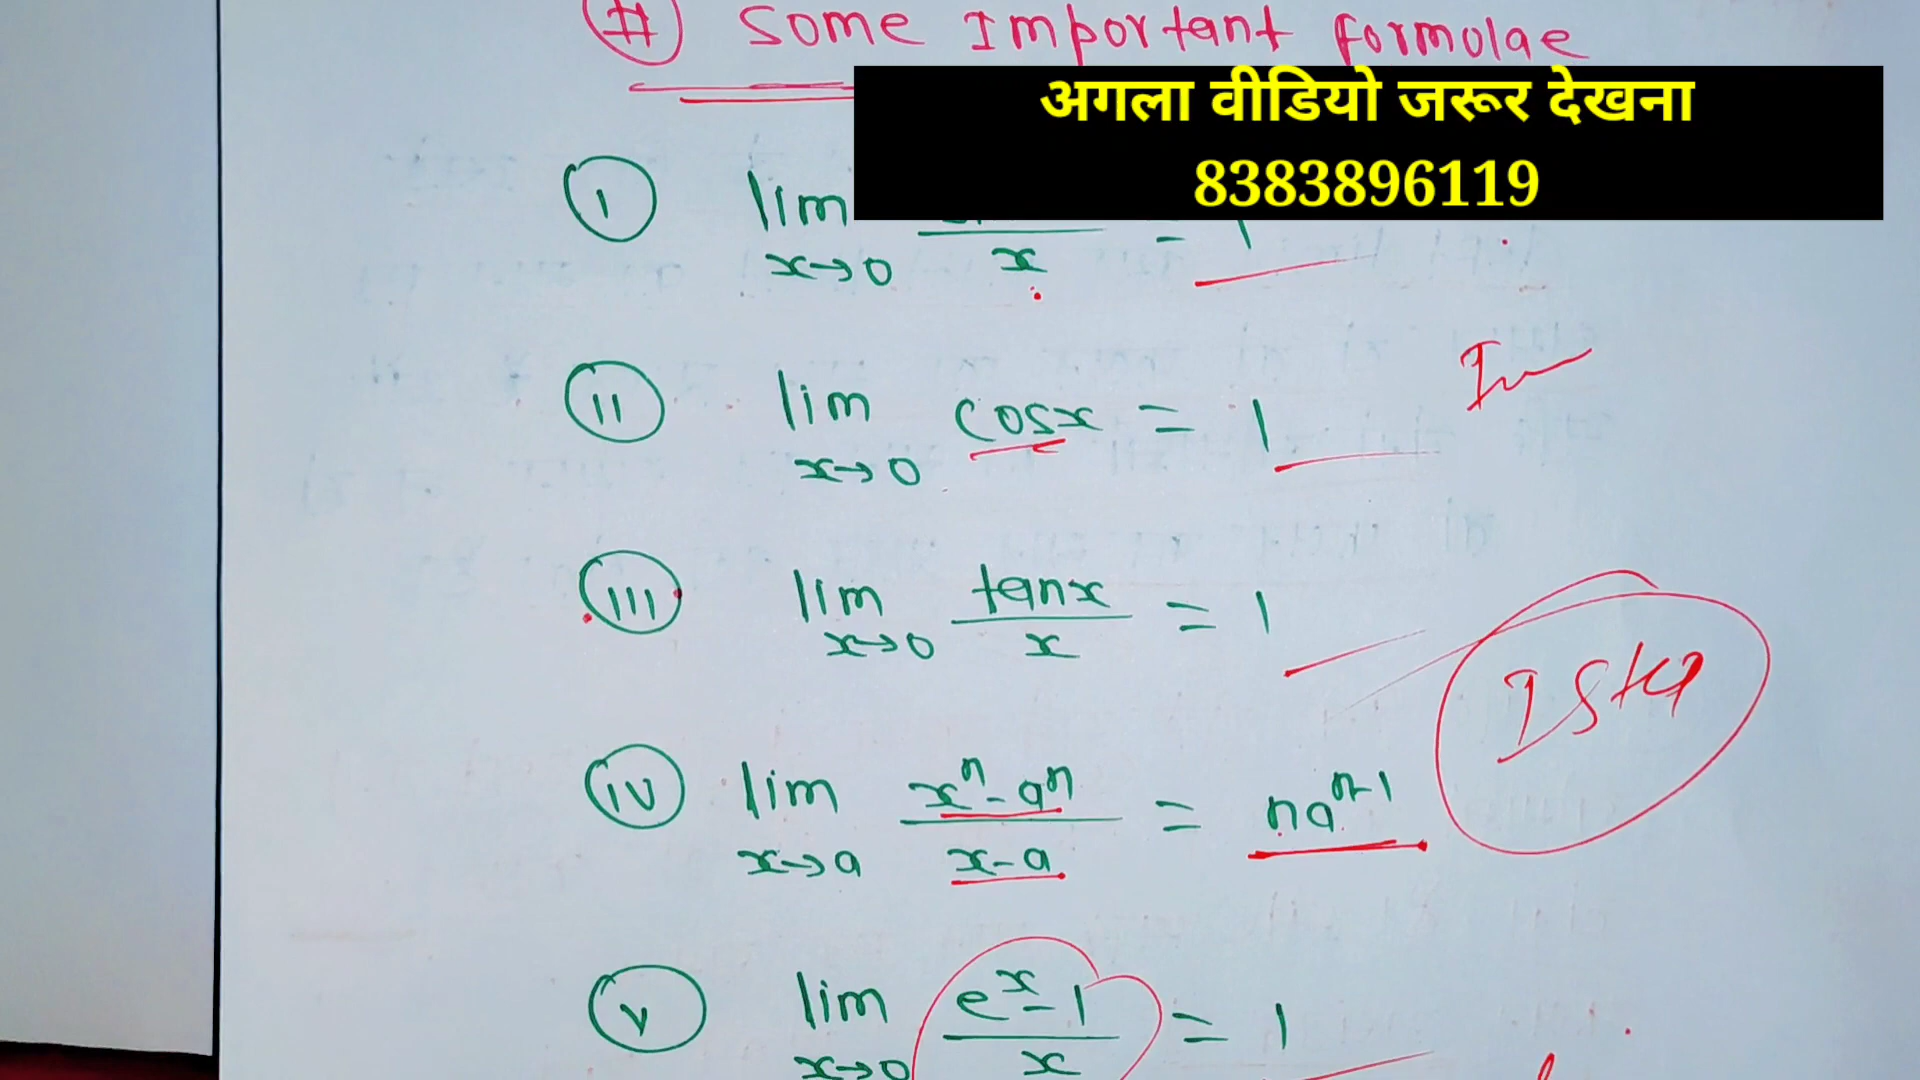 # Some Important formulae
अगला वीडियो जरूर देखना
8383896119
(i) lim x→0 x = 1
(ii) lim x→0 cosx = 1
(iii) lim x→0 tanx/x = 1
(iv) lim x→a xⁿ-aⁿ/x-a = naⁿ⁻¹
(v) lim x→0 eˣ-1/x = 1